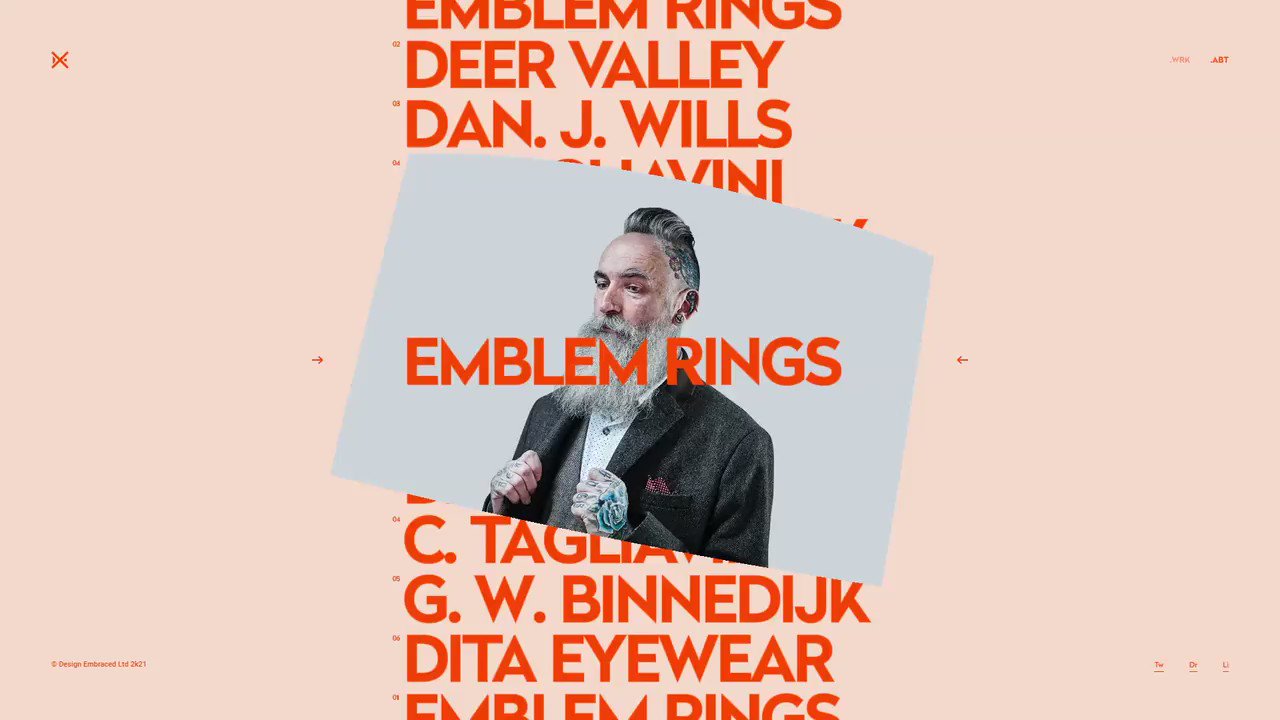 EMBLEM RINGS
02
DEER VALLEY
.WRK .ABT
03
DAN. J. WILLS
04
EMBLEM RINGS
04
C. TAGLIAVINI
05
G. W. BINNEDIJK
06
DITA EYEWEAR
© Design Embraced Ltd 2k21
Tw Dr Li
01
EMBLEM RINGS